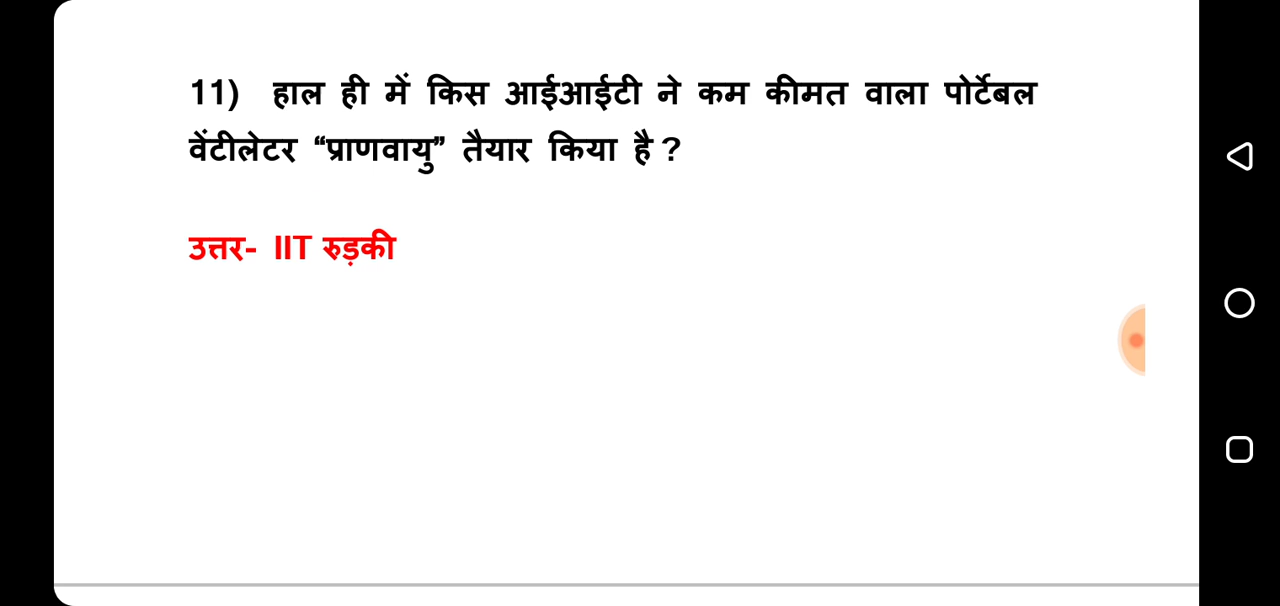 11) हाल ही में किस आईआईटी ने कम कीमत वाला पोर्टेबल
वेंटीलेटर “प्राणवायु” तैयार किया है ?
उत्तर- IIT रुड़की